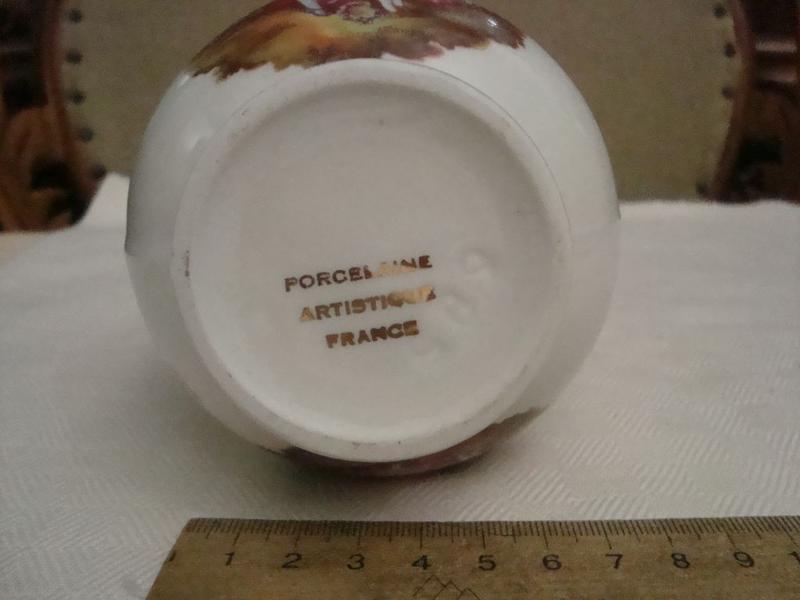 PORCELAINE
ARTISTIQUE
FRANCE
1 2 3 4 5 6 7 8 9